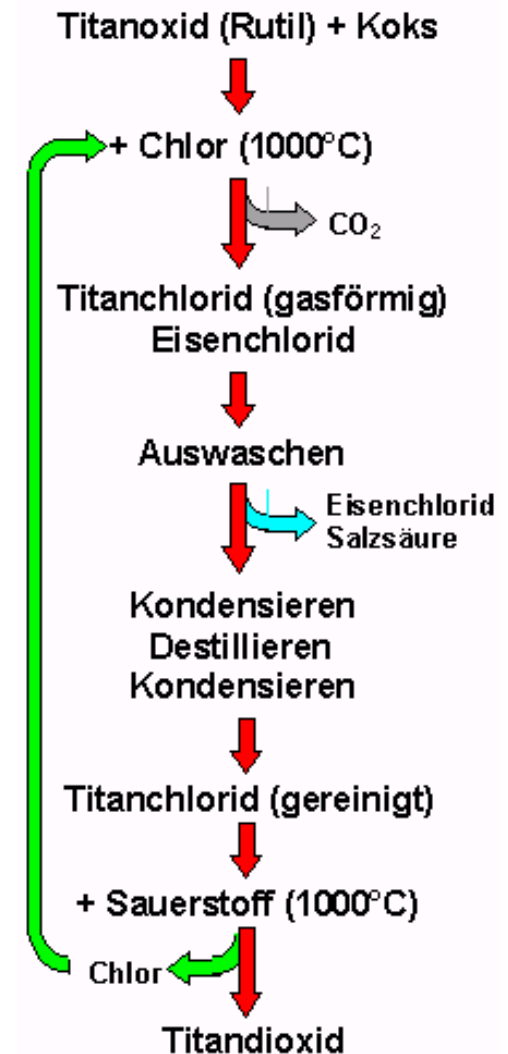 Titanoxid (Rutil) + Koks
+ Chlor (1000°C)
CO₂
Titanchlorid (gasförmig)
Eisenchlorid
Auswaschen
Eisenchlorid
Salzsäure
Kondensieren
Destillieren
Kondensieren
Titanchlorid (gereinigt)
+ Sauerstoff (1000°C)
Chlor
Titandioxid